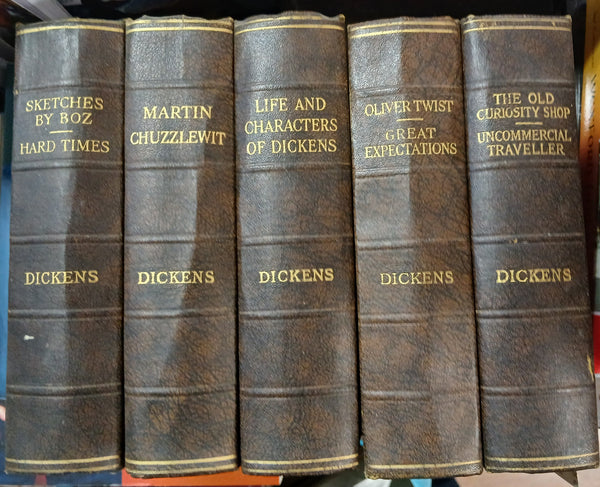 SKETCHES
BY BOZ
HARD TIMES
DICKENS
MARTIN
CHUZZLEWIT
DICKENS
LIFE AND
CHARACTERS
OF DICKENS
DICKENS
OLIVER TWIST
GREAT
EXPECTATIONS
DICKENS
THE OLD
CURIOSITY SHOP
UNCOMMERCIAL
TRAVELLER
DICKENS